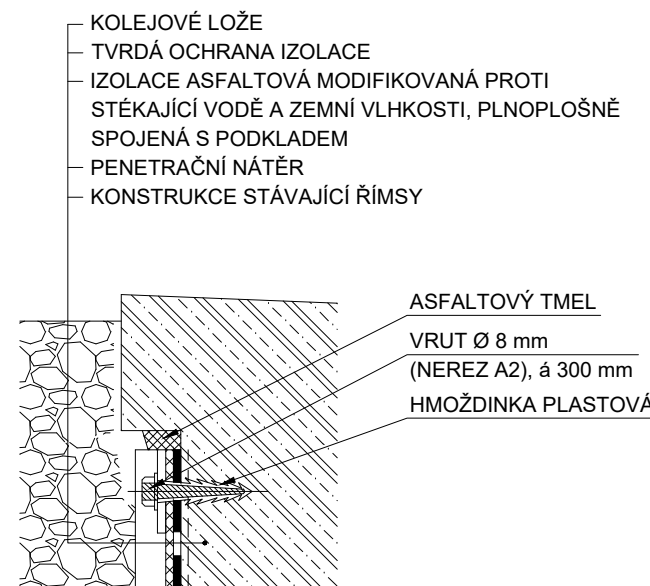 KOLEJOVÉ LOŽE
TVRDÁ OCHRANA IZOLACE
IZOLACE ASFALTOVÁ MODIFIKOVANÁ PROTI
STÉKAJÍCÍ VODĚ A ZEMNÍ VLHKOSTI, PLNOPLOŠNĚ
SPOJENÁ S PODKLADEM
PENETRAČNÍ NÁTĚR
KONSTRUKCE STÁVAJÍCÍ ŘÍMSY
ASFALTOVÝ TMEL
VRUT Ø 8 mm
(NEREZ A2), á 300 mm
HMOŽDINKA PLASTOVÁ